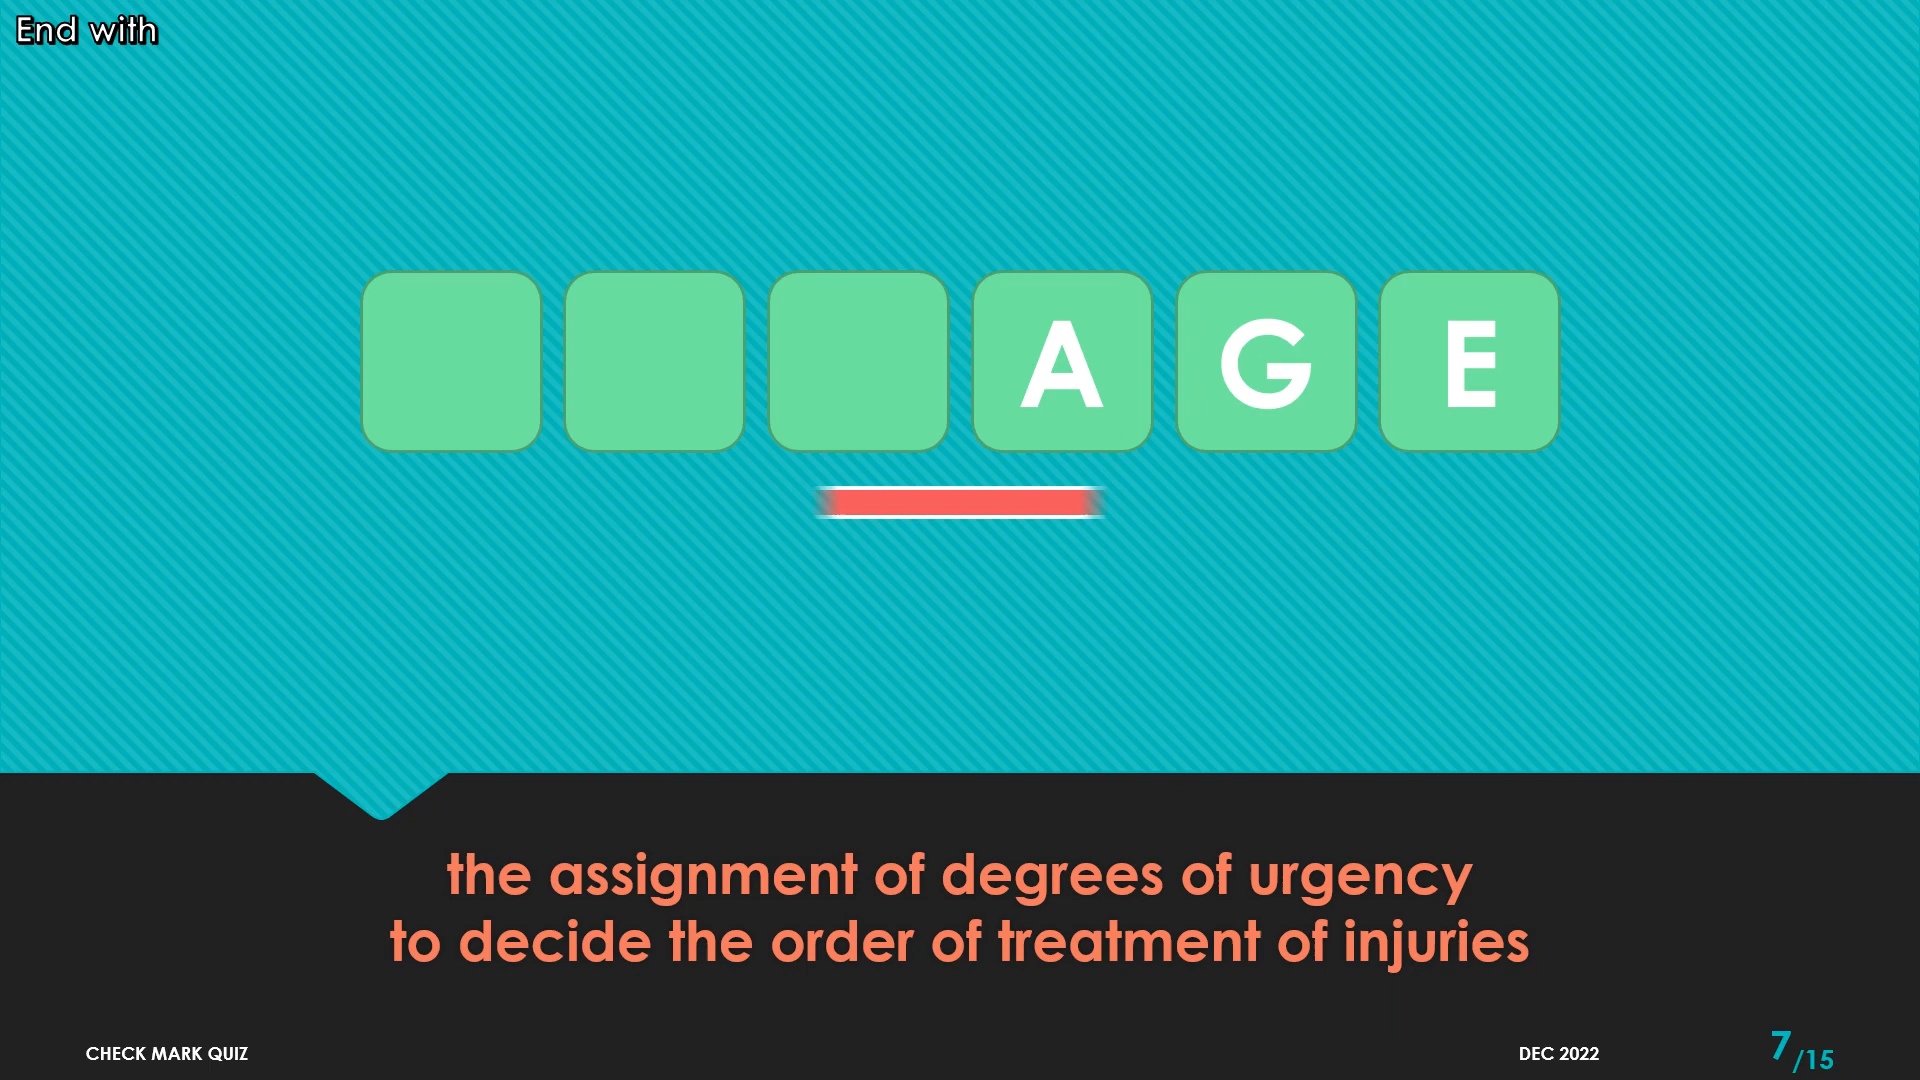 End with
A G E
the assignment of degrees of urgency
to decide the order of treatment of injuries
CHECK MARK QUIZ
DEC 2022
7/15